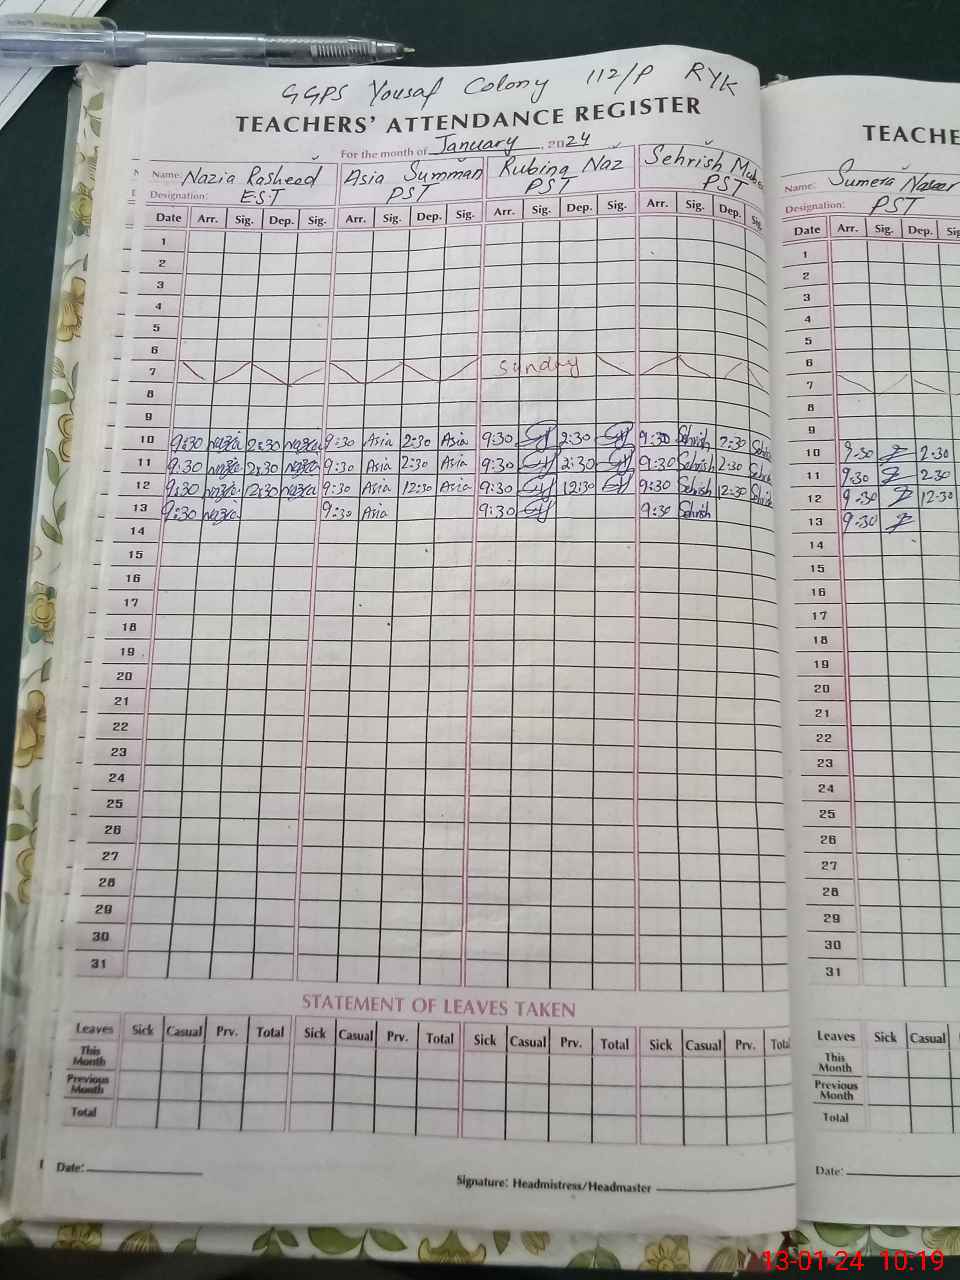 GGPS Yousaf Colony 112/P RYK
TEACHERS' ATTENDANCE REGISTER
For the month of January, 2024
Name: Nazia Rasheed Asia Summan Rubina Naz Sehrish
Designation: E.S.T PST PST PST
Date Arr. Sig. Dep. Sig. Arr. Sig. Dep. Sig. Arr. Sig. Dep. Sig. Arr. Sig. Dep. Sig.
1
2
3
4
5
6
7 Sunday
8
9
10 9:30 Nazia 2:30 Nazia 9:30 Asia 2:30 Asia 9:30 2:30 9:30 Sehrish 2:30 Sehrish
11 9:30 Nazia 2:30 Nazia 9:30 Asia 2:30 Asia 9:30 2:30 9:30 Sehrish 2:30 Sehrish
12 9:30 Nazia 12:30 Nazia 9:30 Asia 12:30 Asia 9:30 12:30 9:30 Sehrish 12:30 Sehrish
13 9:30 Nazia 9:30 Asia 9:30 9:30 Sehrish
14
15
16
17
18
19
20
21
22
23
24
25
26
27
28
29
30
31
STATEMENT OF LEAVES TAKEN
Leaves Sick Casual Prv. Total Sick Casual Prv. Total Sick Casual Prv. Total Sick Casual Prv. Total
This Month
Previous Month
Total
Date:
Signature: Headmistress/Headmaster
TEACHE
Name: Sumera
Designation: PST
Date Arr. Sig. Dep. Sig
1
2
3
4
5
6
7
8
9
10 9:30 2:30
11 9:30 2:30
12 9:30 12:30
13 9:30
14
15
16
17
18
19
20
21
22
23
24
25
26
27
28
29
30
31
Leaves Sick Casual
This Month
Previous Month
Total
Date:
13-01-24 10:19